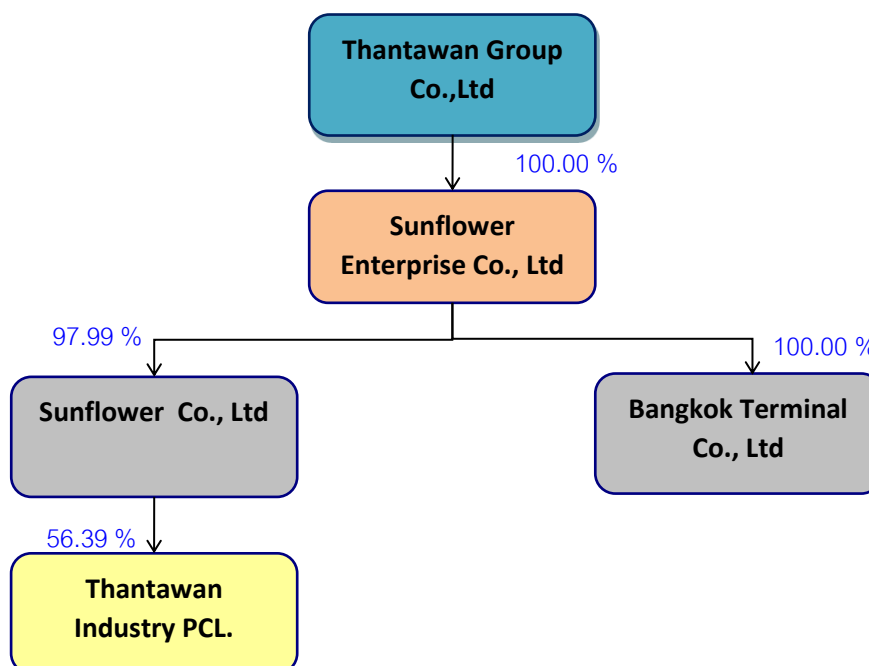 Thantawan Group
Co.,Ltd
100.00 %
Sunflower
Enterprise Co., Ltd
97.99 %
100.00 %
Sunflower Co., Ltd
Bangkok Terminal
Co., Ltd
56.39 %
Thantawan
Industry PCL.